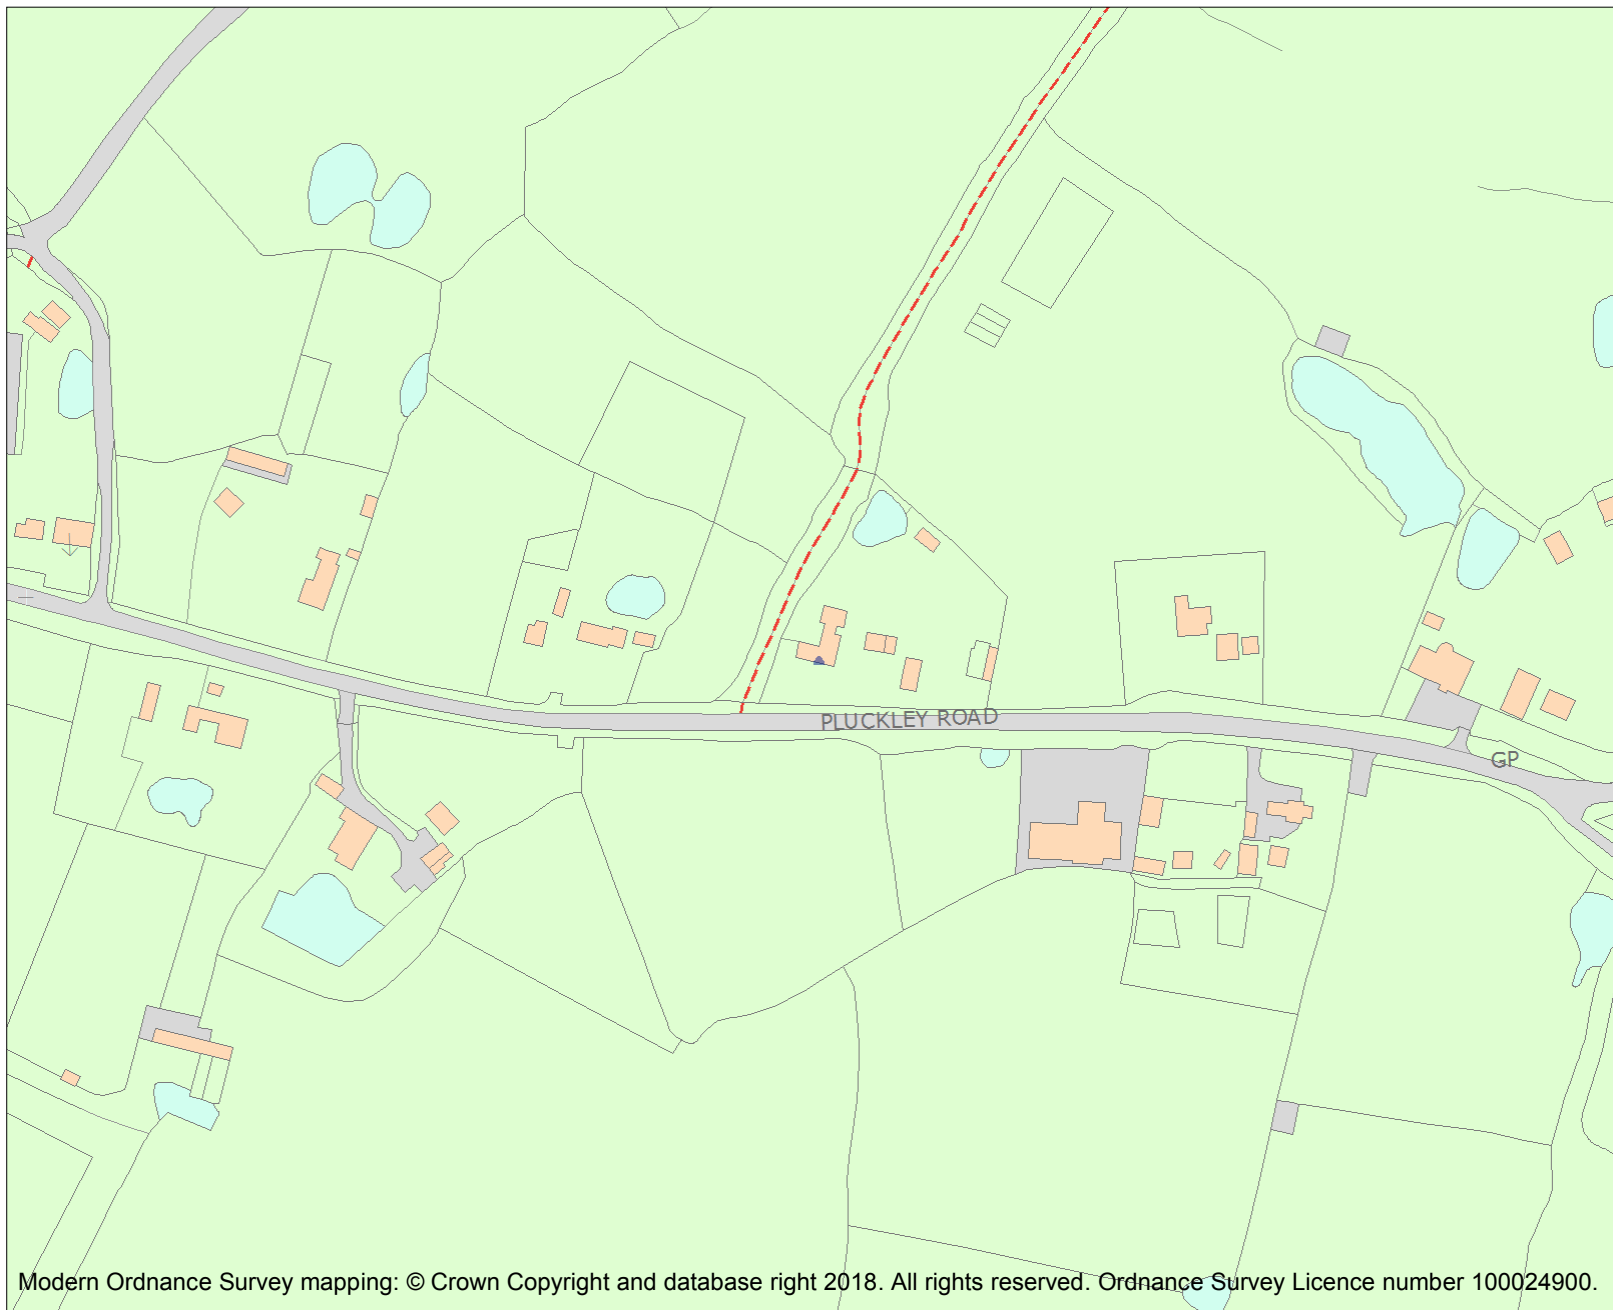 PLUCKLEY ROAD
GP
Modern Ordnance Survey mapping: © Crown Copyright and database right 2018. All rights reserved. Ordnance Survey Licence number 100024900.